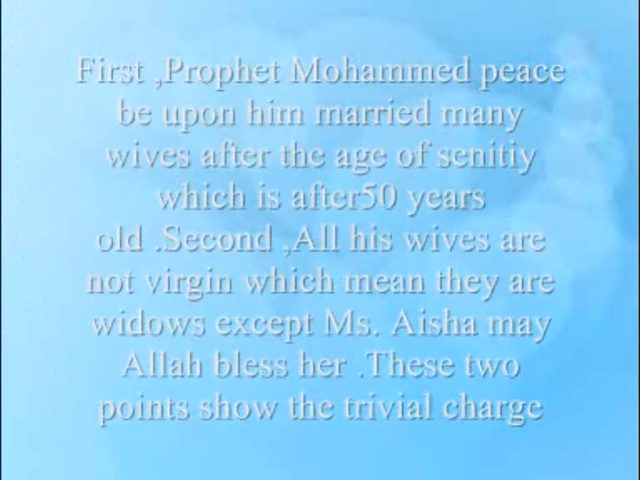 First ,Prophet Mohammed peace
be upon him married many
wives after the age of senitiy
which is after50 years
old .Second ,All his wives are
not virgin which mean they are
widows except Ms. Aisha may
Allah bless her .These two
points show the trivial charge